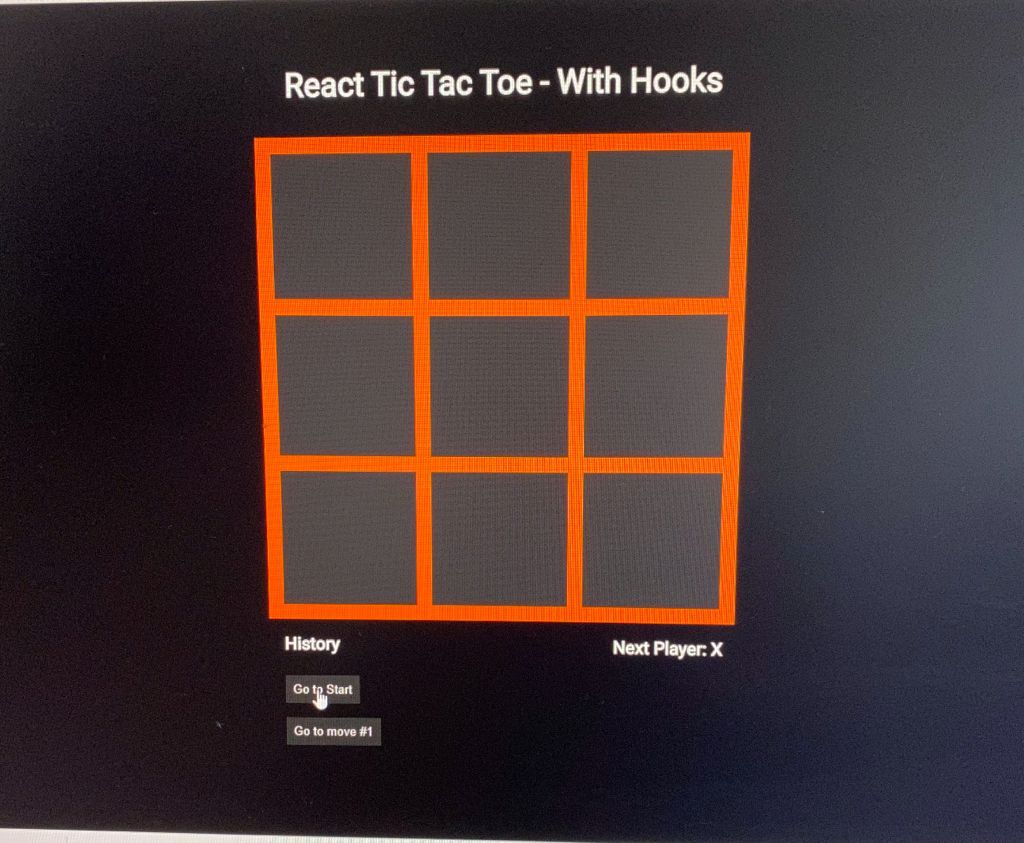 React Tic Tac Toe - With Hooks
History
Next Player: X
Go to Start
Go to move #1